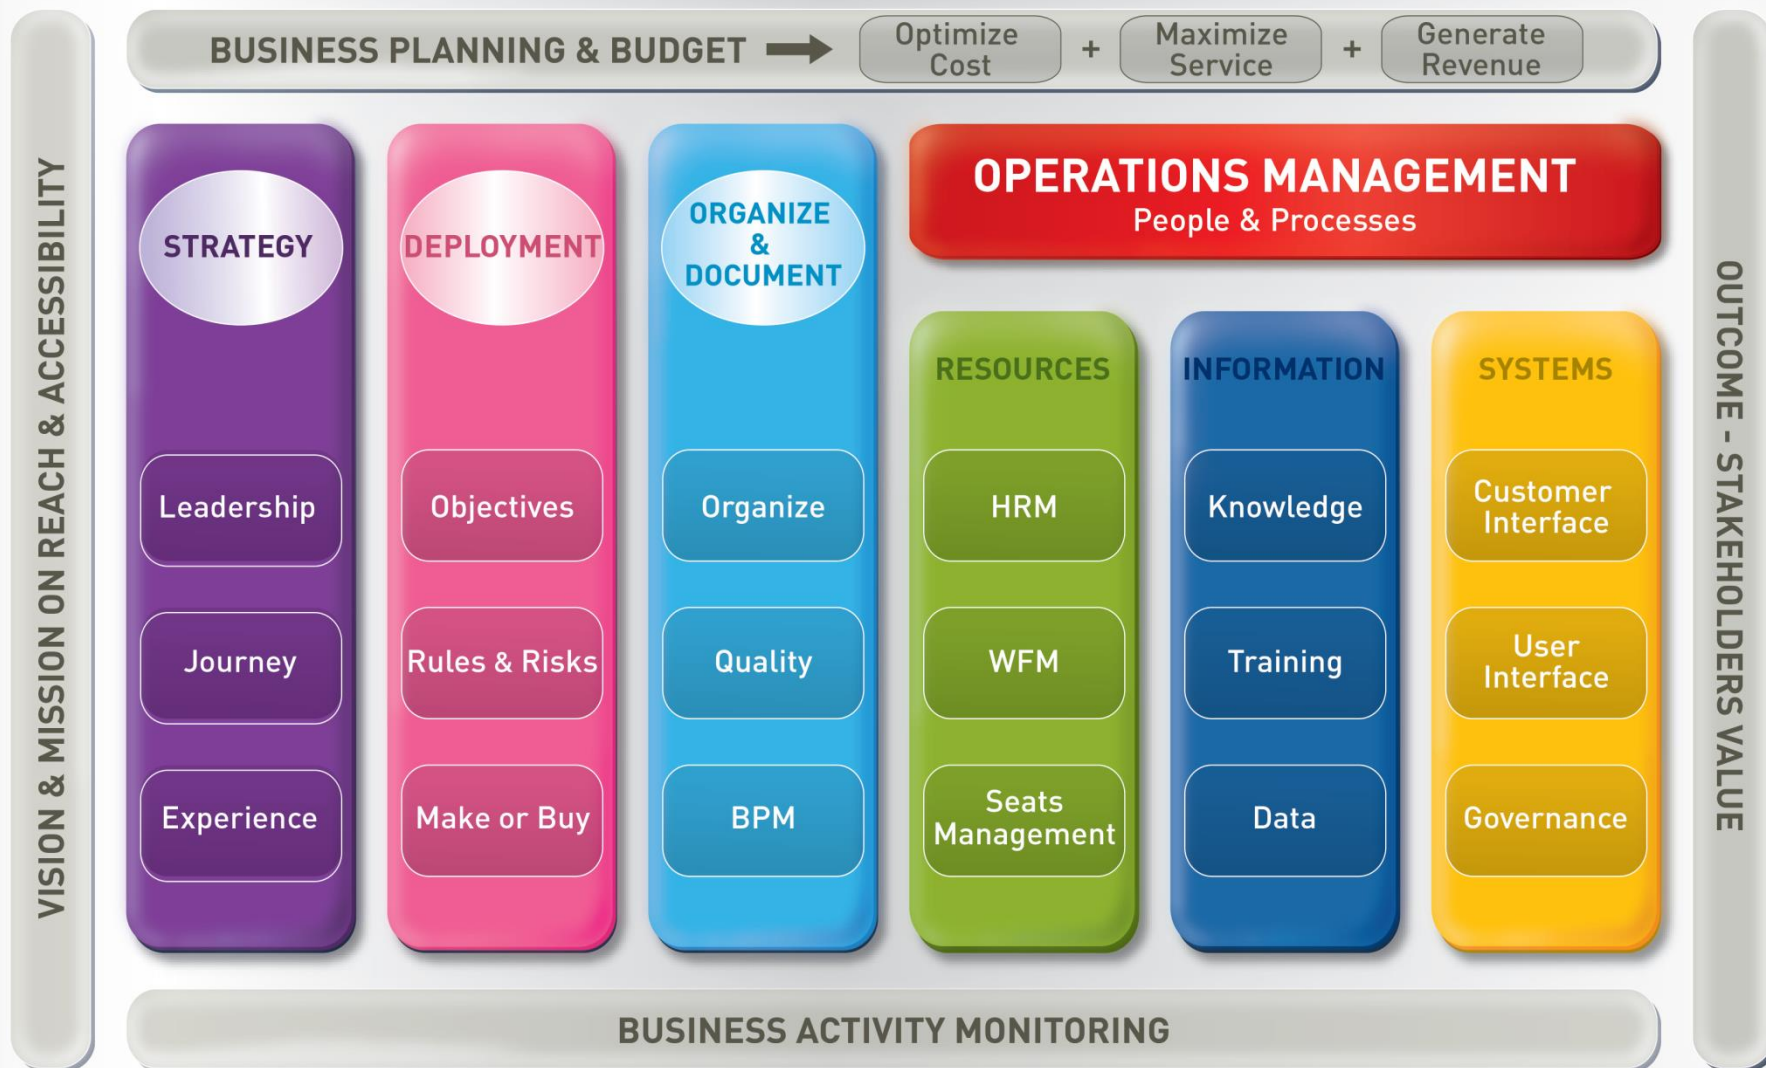 BUSINESS PLANNING & BUDGET
Optimize
Cost
+
Maximize
Service
+
Generate
Revenue
VISION & MISSION ON REACH & ACCESSIBILITY
STRATEGY
Leadership
Journey
Experience
DEPLOYMENT
Objectives
Rules & Risks
Make or Buy
ORGANIZE
&
DOCUMENT
Organize
Quality
BPM
OPERATIONS MANAGEMENT
People & Processes
RESOURCES
HRM
WFM
Seats
Management
INFORMATION
Knowledge
Training
Data
SYSTEMS
Customer
Interface
User
Interface
Governance
OUTCOME - STAKEHOLDERS VALUE
BUSINESS ACTIVITY MONITORING